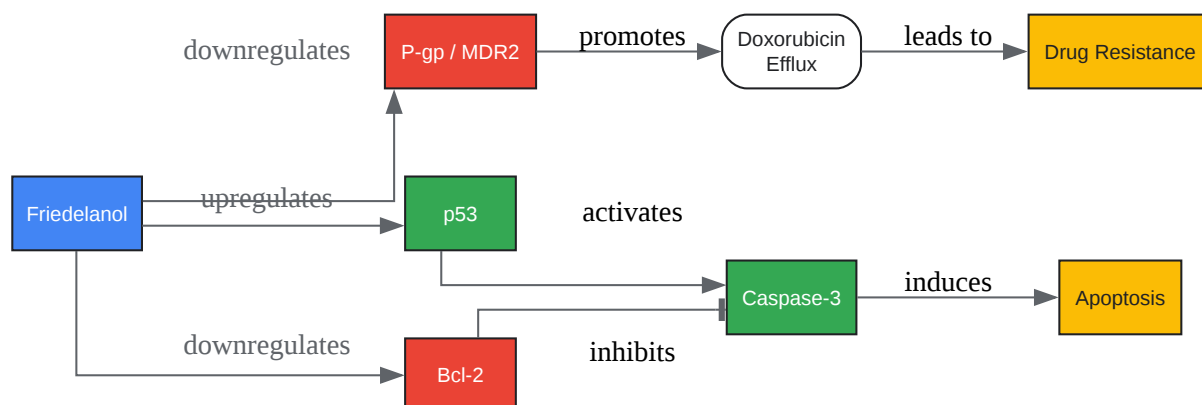 downregulates
P-gp / MDR2
promotes
Doxorubicin
Efflux
leads to
Drug Resistance
Friedelanol
upregulates
p53
activates
Caspase-3
induces
Apoptosis
downregulates
Bcl-2
inhibits